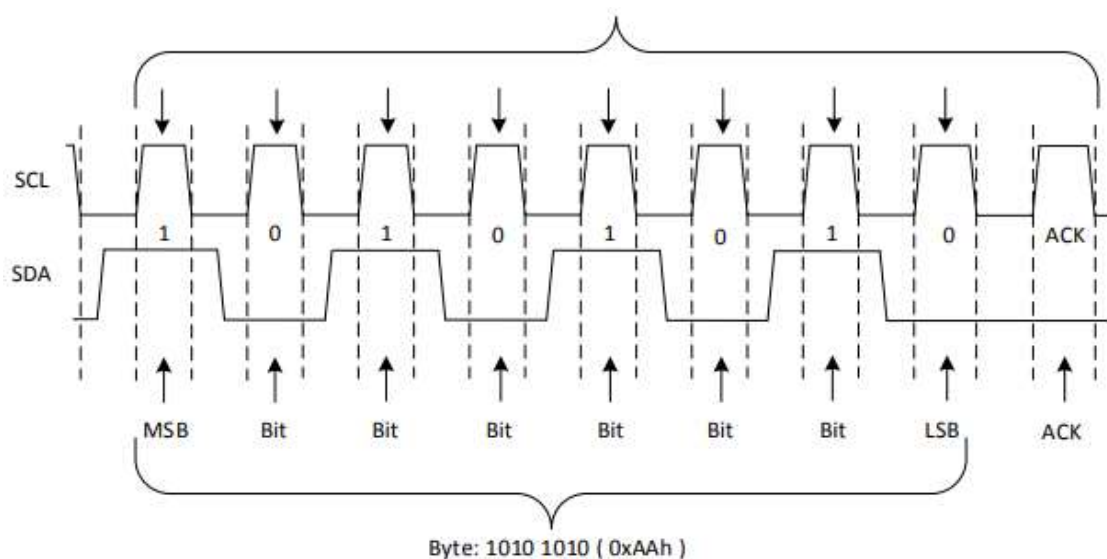 SCL
1 0 1 0 1 0 1 0 ACK
SDA
MSB Bit Bit Bit Bit Bit Bit LSB ACK
Byte: 1010 1010 ( 0xAAh )